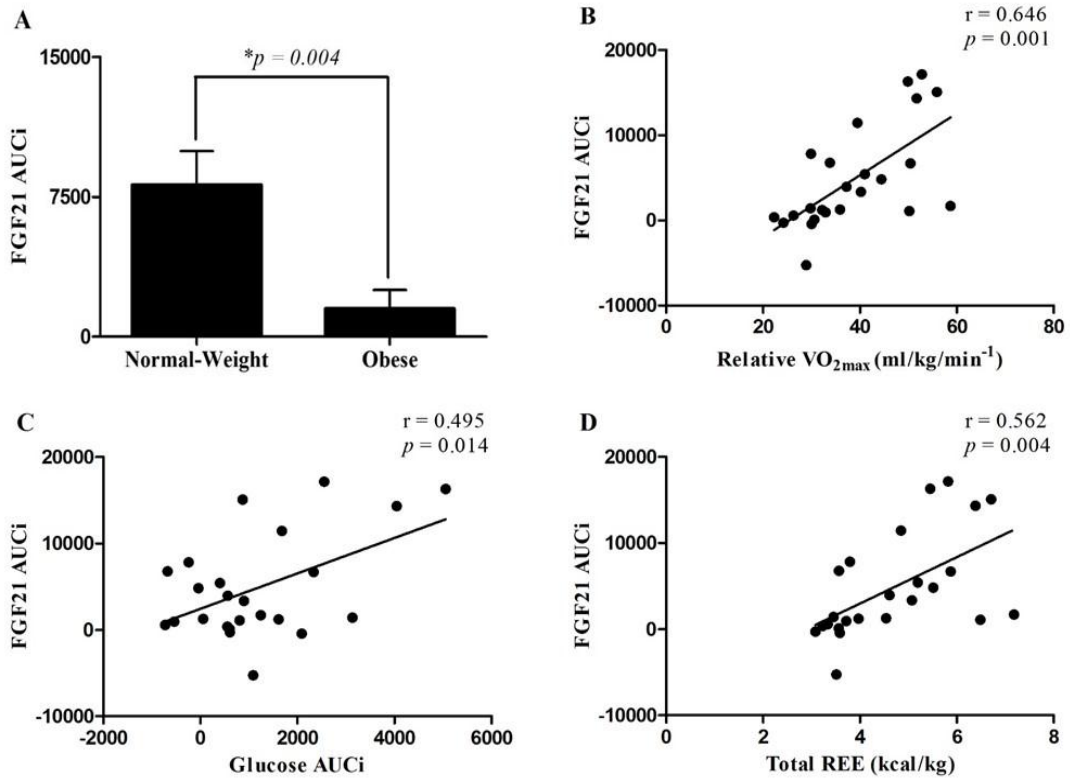 A
*p = 0.004
15000
7500
0
FGF21 AUCi
Normal-Weight
Obese
B
r = 0.646
p = 0.001
20000
10000
0
-10000
FGF21 AUCi
0
20
40
60
80
Relative VO2max (ml/kg/min-1)
C
r = 0.495
p = 0.014
20000
10000
0
-10000
FGF21 AUCi
-2000
0
2000
4000
6000
Glucose AUCi
D
r = 0.562
p = 0.004
20000
10000
0
-10000
FGF21 AUCi
0
2
4
6
8
Total REE (kcal/kg)